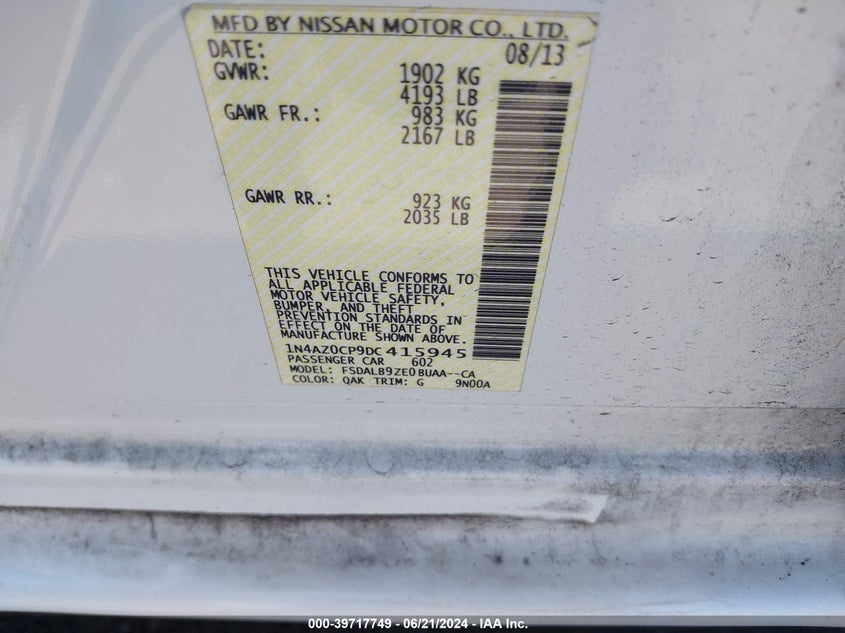 MFD BY NISSAN MOTOR CO., LTD.
DATE: 08/13
GVWR: 1902 KG
4193 LB
GAWR FR.: 983 KG
2167 LB
GAWR RR.: 923 KG
2035 LB
THIS VEHICLE CONFORMS TO
ALL APPLICABLE FEDERAL
MOTOR VEHICLE SAFETY,
BUMPER, AND THEFT
PREVENTION STANDARDS IN
EFFECT ON THE DATE OF
MANUFACTURE SHOWN ABOVE.
1N4AZ0CP9DC415945
PASSENGER CAR 602
MODEL: FSDALB9ZE0BUAA--CA
COLOR: QAK TRIM: G 9N00A
000-39717749 - 06/21/2024 - IAA Inc.